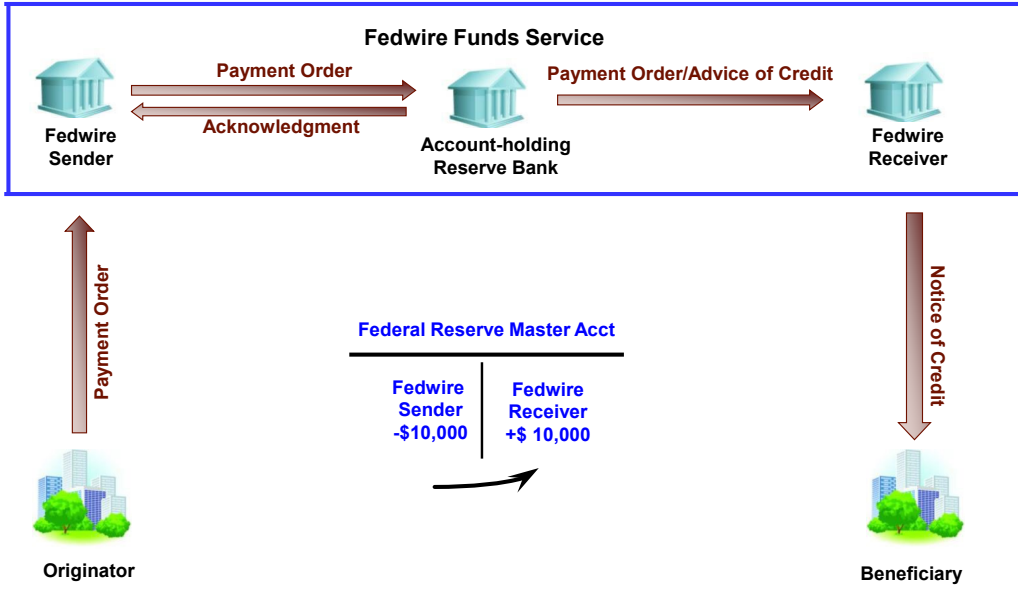 Fedwire Funds Service
Payment Order
Payment Order/Advice of Credit
Acknowledgment
Fedwire
Sender
Account-holding
Reserve Bank
Fedwire
Receiver
Payment Order
Notice of Credit
Federal Reserve Master Acct
Fedwire
Sender
-$10,000
Fedwire
Receiver
+$ 10,000
Originator
Beneficiary